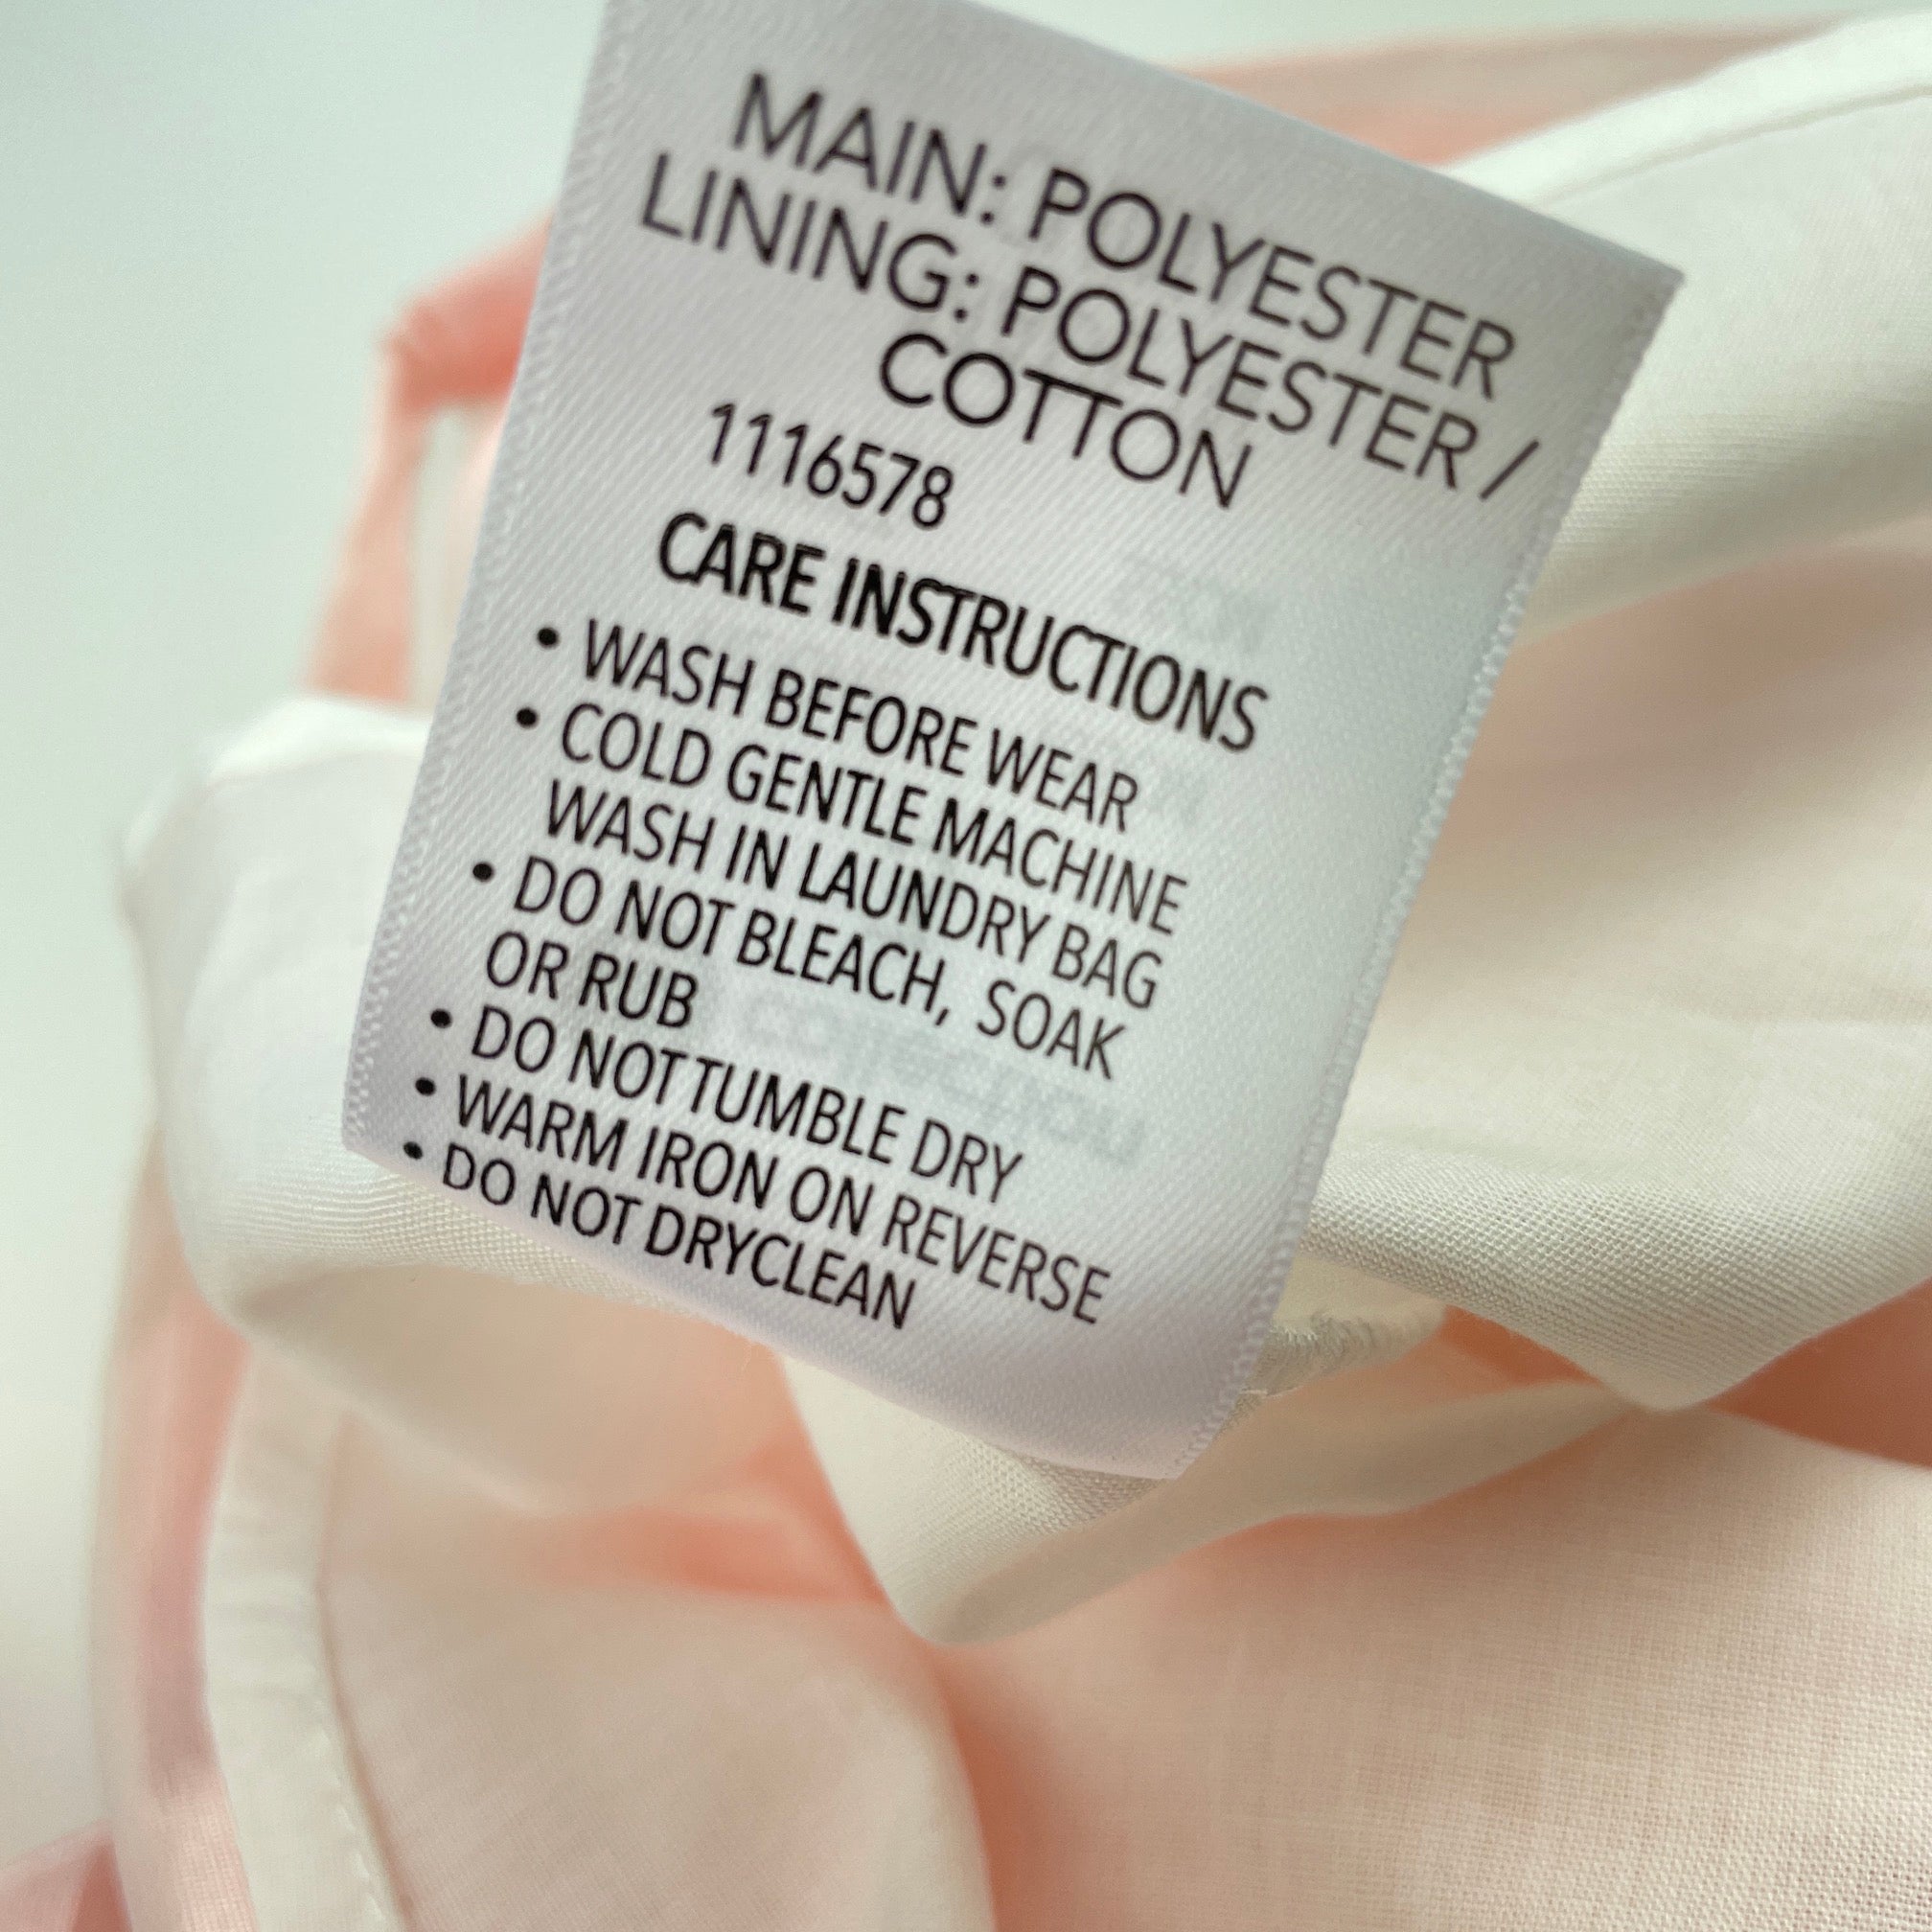 MAIN: POLYESTER
LINING: POLYESTER /
COTTON
1116578
CARE INSTRUCTIONS
• WASH BEFORE WEAR
• COLD GENTLE MACHINE
WASH IN LAUNDRY BAG
• DO NOT BLEACH, SOAK
OR RUB
• DO NOT TUMBLE DRY
• WARM IRON ON REVERSE
• DO NOT DRYCLEAN